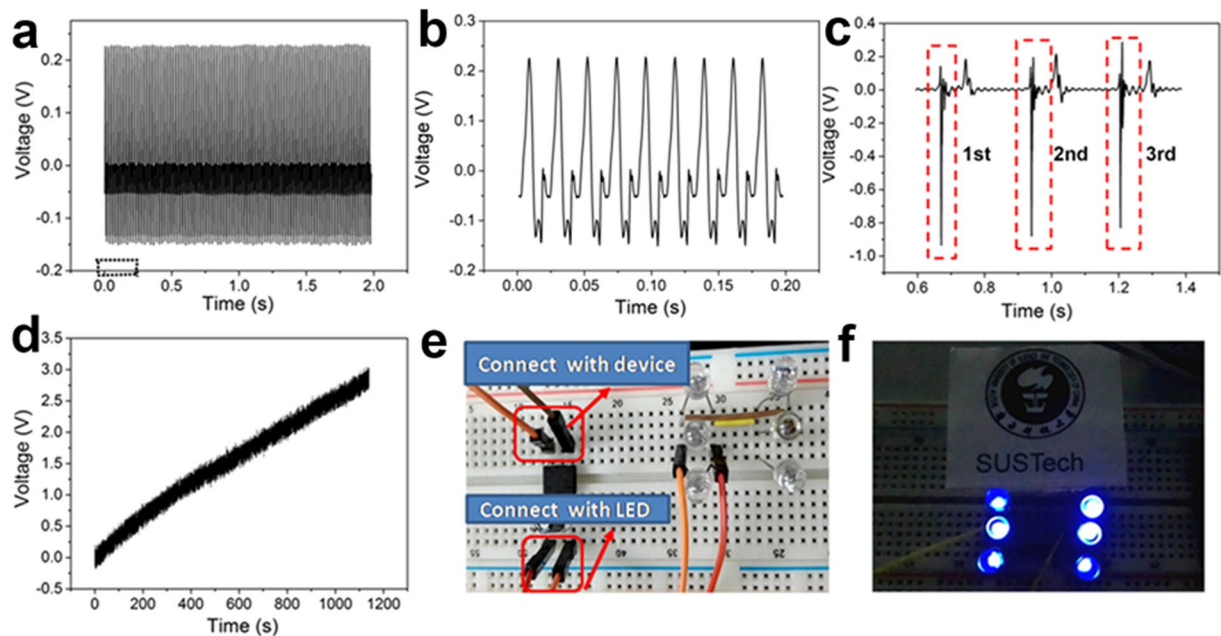 a
0.2
0.1
0.0
-0.1
-0.2
Voltage (V)
0.0 0.5 1.0 1.5 2.0
Time (s)
b
0.3
0.2
0.1
0.0
-0.1
-0.2
Voltage (V)
0.00 0.05 0.10 0.15 0.20
Time (s)
c
0.4
0.2
0.0
-0.2
-0.4
-0.6
-0.8
-1.0
Voltage (V)
1st 2nd 3rd
0.6 0.8 1.0 1.2 1.4
Time (s)
d
3.5
3.0
2.5
2.0
1.5
1.0
0.5
0.0
-0.5
Voltage (V)
0 200 400 600 800 1000 1200
Time (s)
e
Connect with device
Connect with LED
f
SUSTech